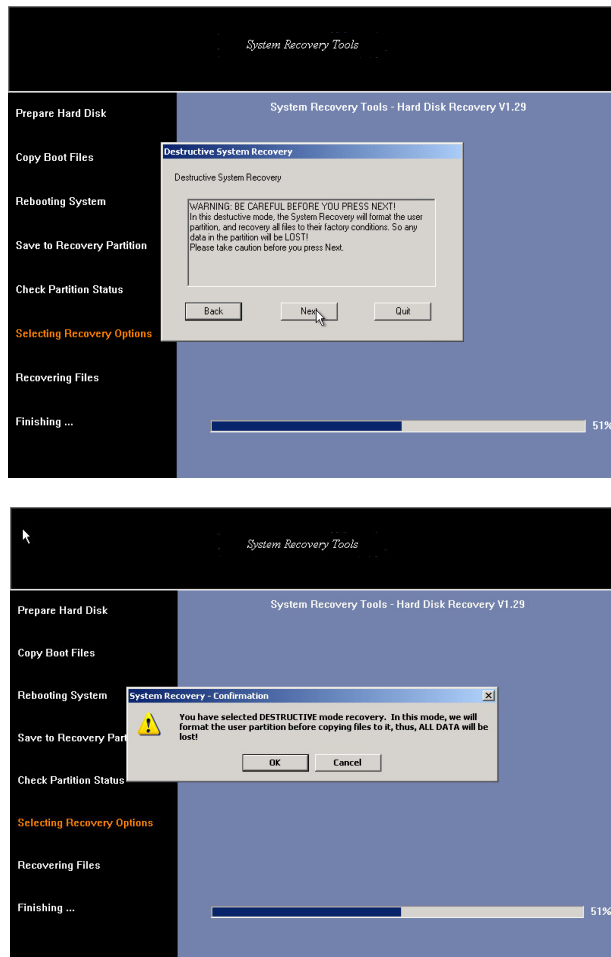 System Recovery Tools
System Recovery Tools - Hard Disk Recovery V1.29
Prepare Hard Disk
Copy Boot Files
Rebooting System
Save to Recovery Partition
Check Partition Status
Selecting Recovery Options
Recovering Files
Finishing ...
Destructive System Recovery
Destructive System Recovery
WARNING: BE CAREFUL BEFORE YOU PRESS NEXT!
In this destuctive mode, the System Recovery will format the user
partition, and recovery all files to their factory conditions. So any
data in the partition will be LOST!
Please take caution before you press Next.
Back Next Quit
51%
System Recovery Tools
System Recovery Tools - Hard Disk Recovery V1.29
Prepare Hard Disk
Copy Boot Files
Rebooting System
Save to Recovery Part
Check Partition Status
Selecting Recovery Options
Recovering Files
Finishing ...
System Recovery - Confirmation
You have selected DESTRUCTIVE mode recovery. In this mode, we will
format the user partition before copying files to it, thus, ALL DATA will be
lost!
OK Cancel
51%